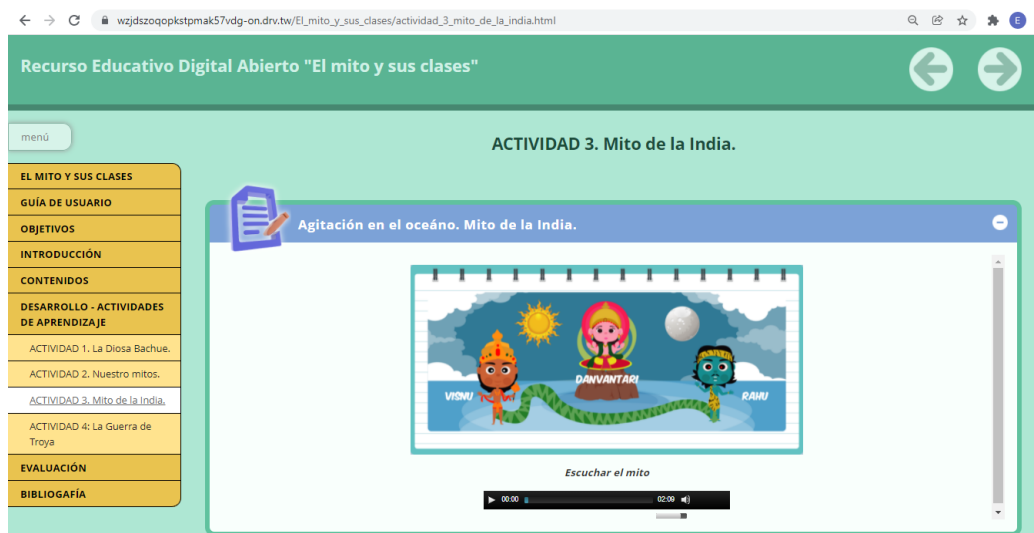 wzjdszoqopkstpmak57vdg-on.drv.tw/El_mito_y_sus_clases/actividad_3_mito_de_la_india.html
E
Recurso Educativo Digital Abierto "El mito y sus clases"
menú
ACTIVIDAD 3. Mito de la India.
EL MITO Y SUS CLASES
GUÍA DE USUARIO
OBJETIVOS
INTRODUCCIÓN
CONTENIDOS
DESARROLLO - ACTIVIDADES
DE APRENDIZAJE
ACTIVIDAD 1. La Diosa Bachue.
ACTIVIDAD 2. Nuestro mitos.
ACTIVIDAD 3. Mito de la India.
ACTIVIDAD 4: La Guerra de
Troya
EVALUACIÓN
BIBLIOGAFÍA
Agitación en el oceáno. Mito de la India.
DANVANTARI
VISNU
RAHU
Escuchar el mito
00:00
02:09